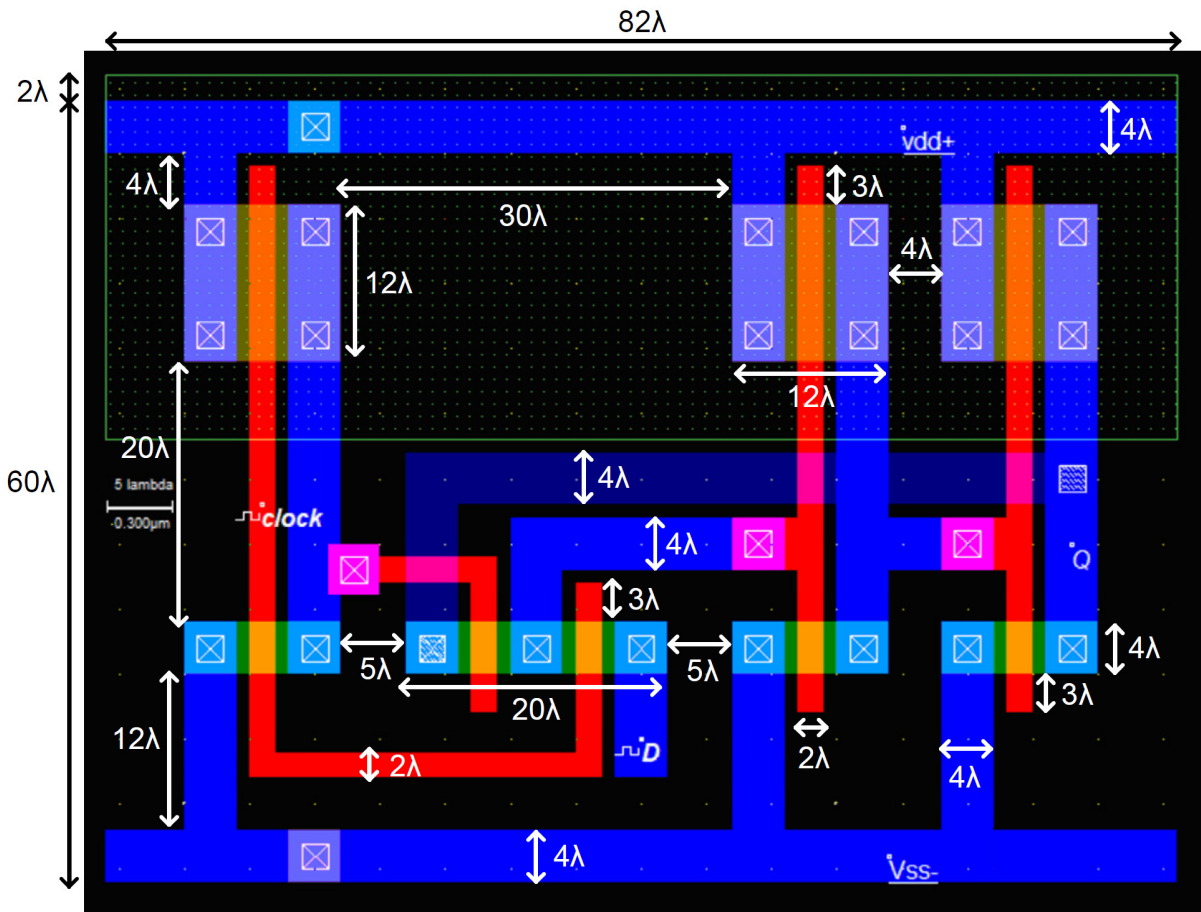 82λ
2λ
4λ
vdd+
4λ
3λ
30λ
4λ
12λ
12λ
20λ
60λ
4λ
5 lambda
-0.300µm
clock
4λ
Q
3λ
5λ
5λ
4λ
20λ
3λ
12λ
D
2λ
2λ
4λ
4λ
Vss-